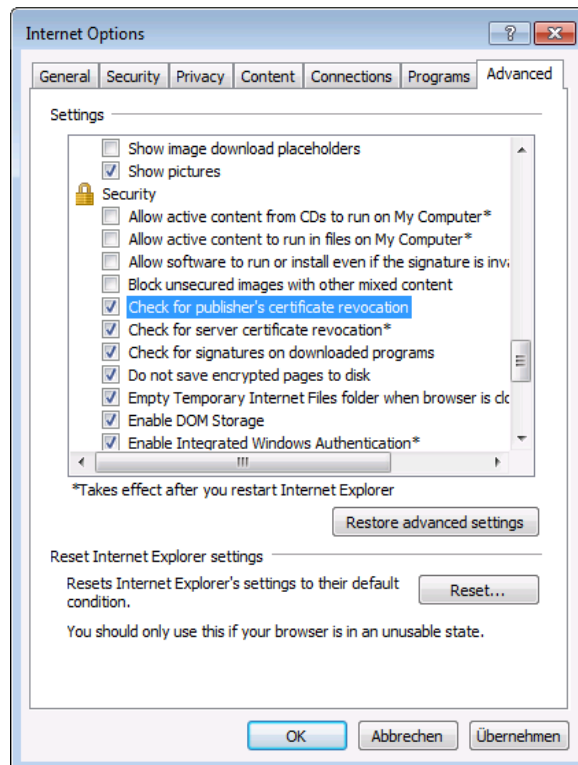 Internet Options
General Security Privacy Content Connections Programs Advanced
Settings
Show image download placeholders
Show pictures
Security
Allow active content from CDs to run on My Computer*
Allow active content to run in files on My Computer*
Allow software to run or install even if the signature is inv
Block unsecured images with other mixed content
Check for publisher's certificate revocation
Check for server certificate revocation*
Check for signatures on downloaded programs
Do not save encrypted pages to disk
Empty Temporary Internet Files folder when browser is clo
Enable DOM Storage
Enable Integrated Windows Authentication*
*Takes effect after you restart Internet Explorer
Restore advanced settings
Reset Internet Explorer settings
Resets Internet Explorer's settings to their default
condition.
Reset...
You should only use this if your browser is in an unusable state.
OK Abbrechen Übernehmen